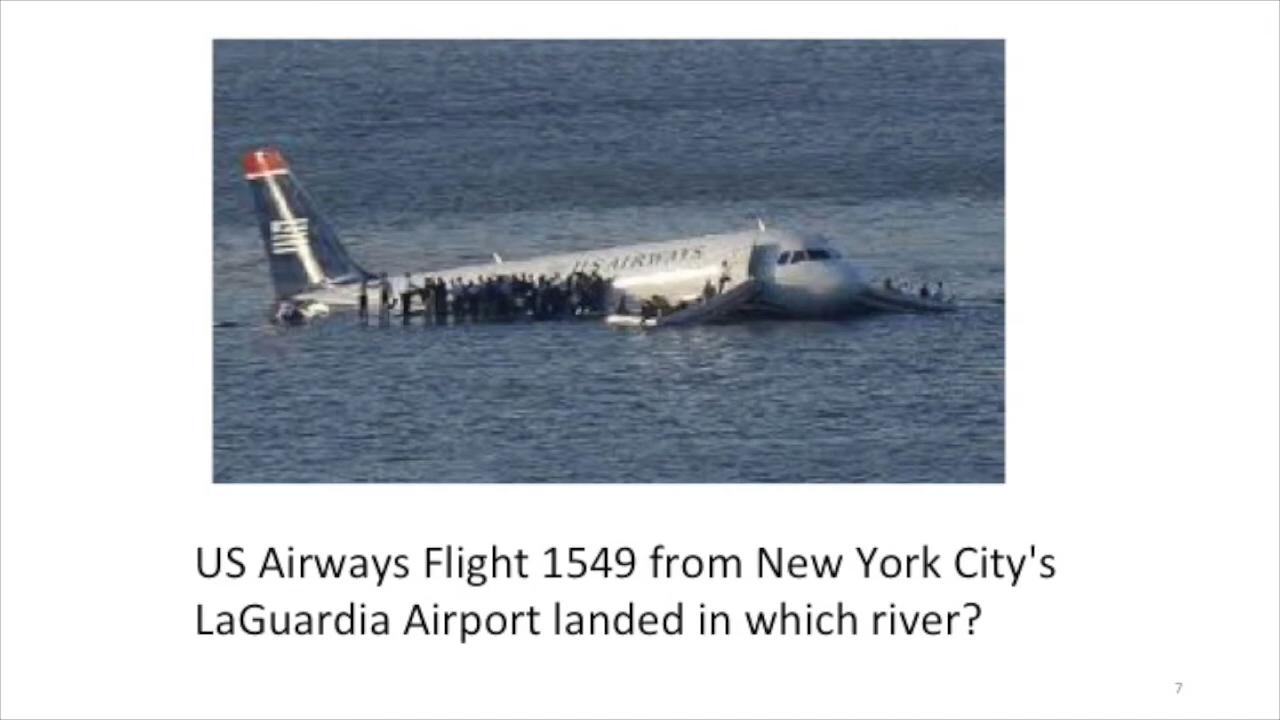 US AIRWAYS
US Airways Flight 1549 from New York City's
LaGuardia Airport landed in which river?
7